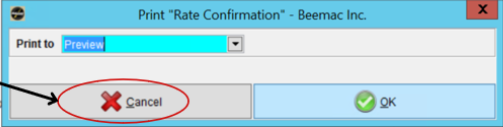 Print "Rate Confirmation" - Beemac Inc.
X
Print to Preview
Cancel OK